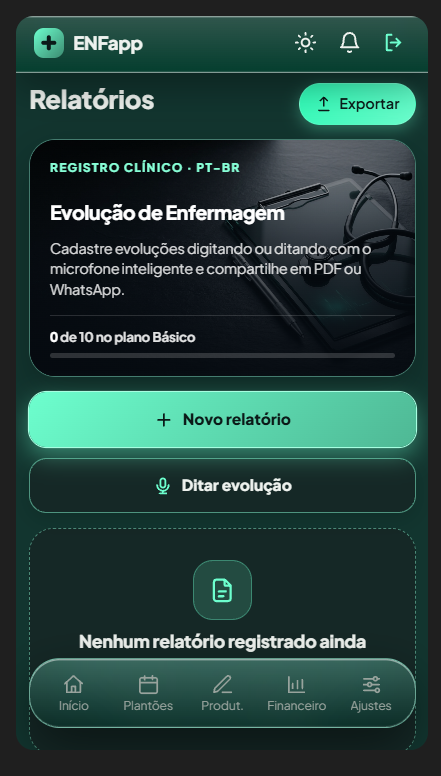 ENFapp
Relatórios
Exportar
REGISTRO CLÍNICO · PT-BR
Evolução de Enfermagem
Cadastre evoluções digitando ou ditando com o
microfone inteligente e compartilhe em PDF ou
WhatsApp.
0 de 10 no plano Básico
Novo relatório
Ditar evolução
Nenhum relatório registrado ainda
Início
Plantões
Produt.
Financeiro
Ajustes